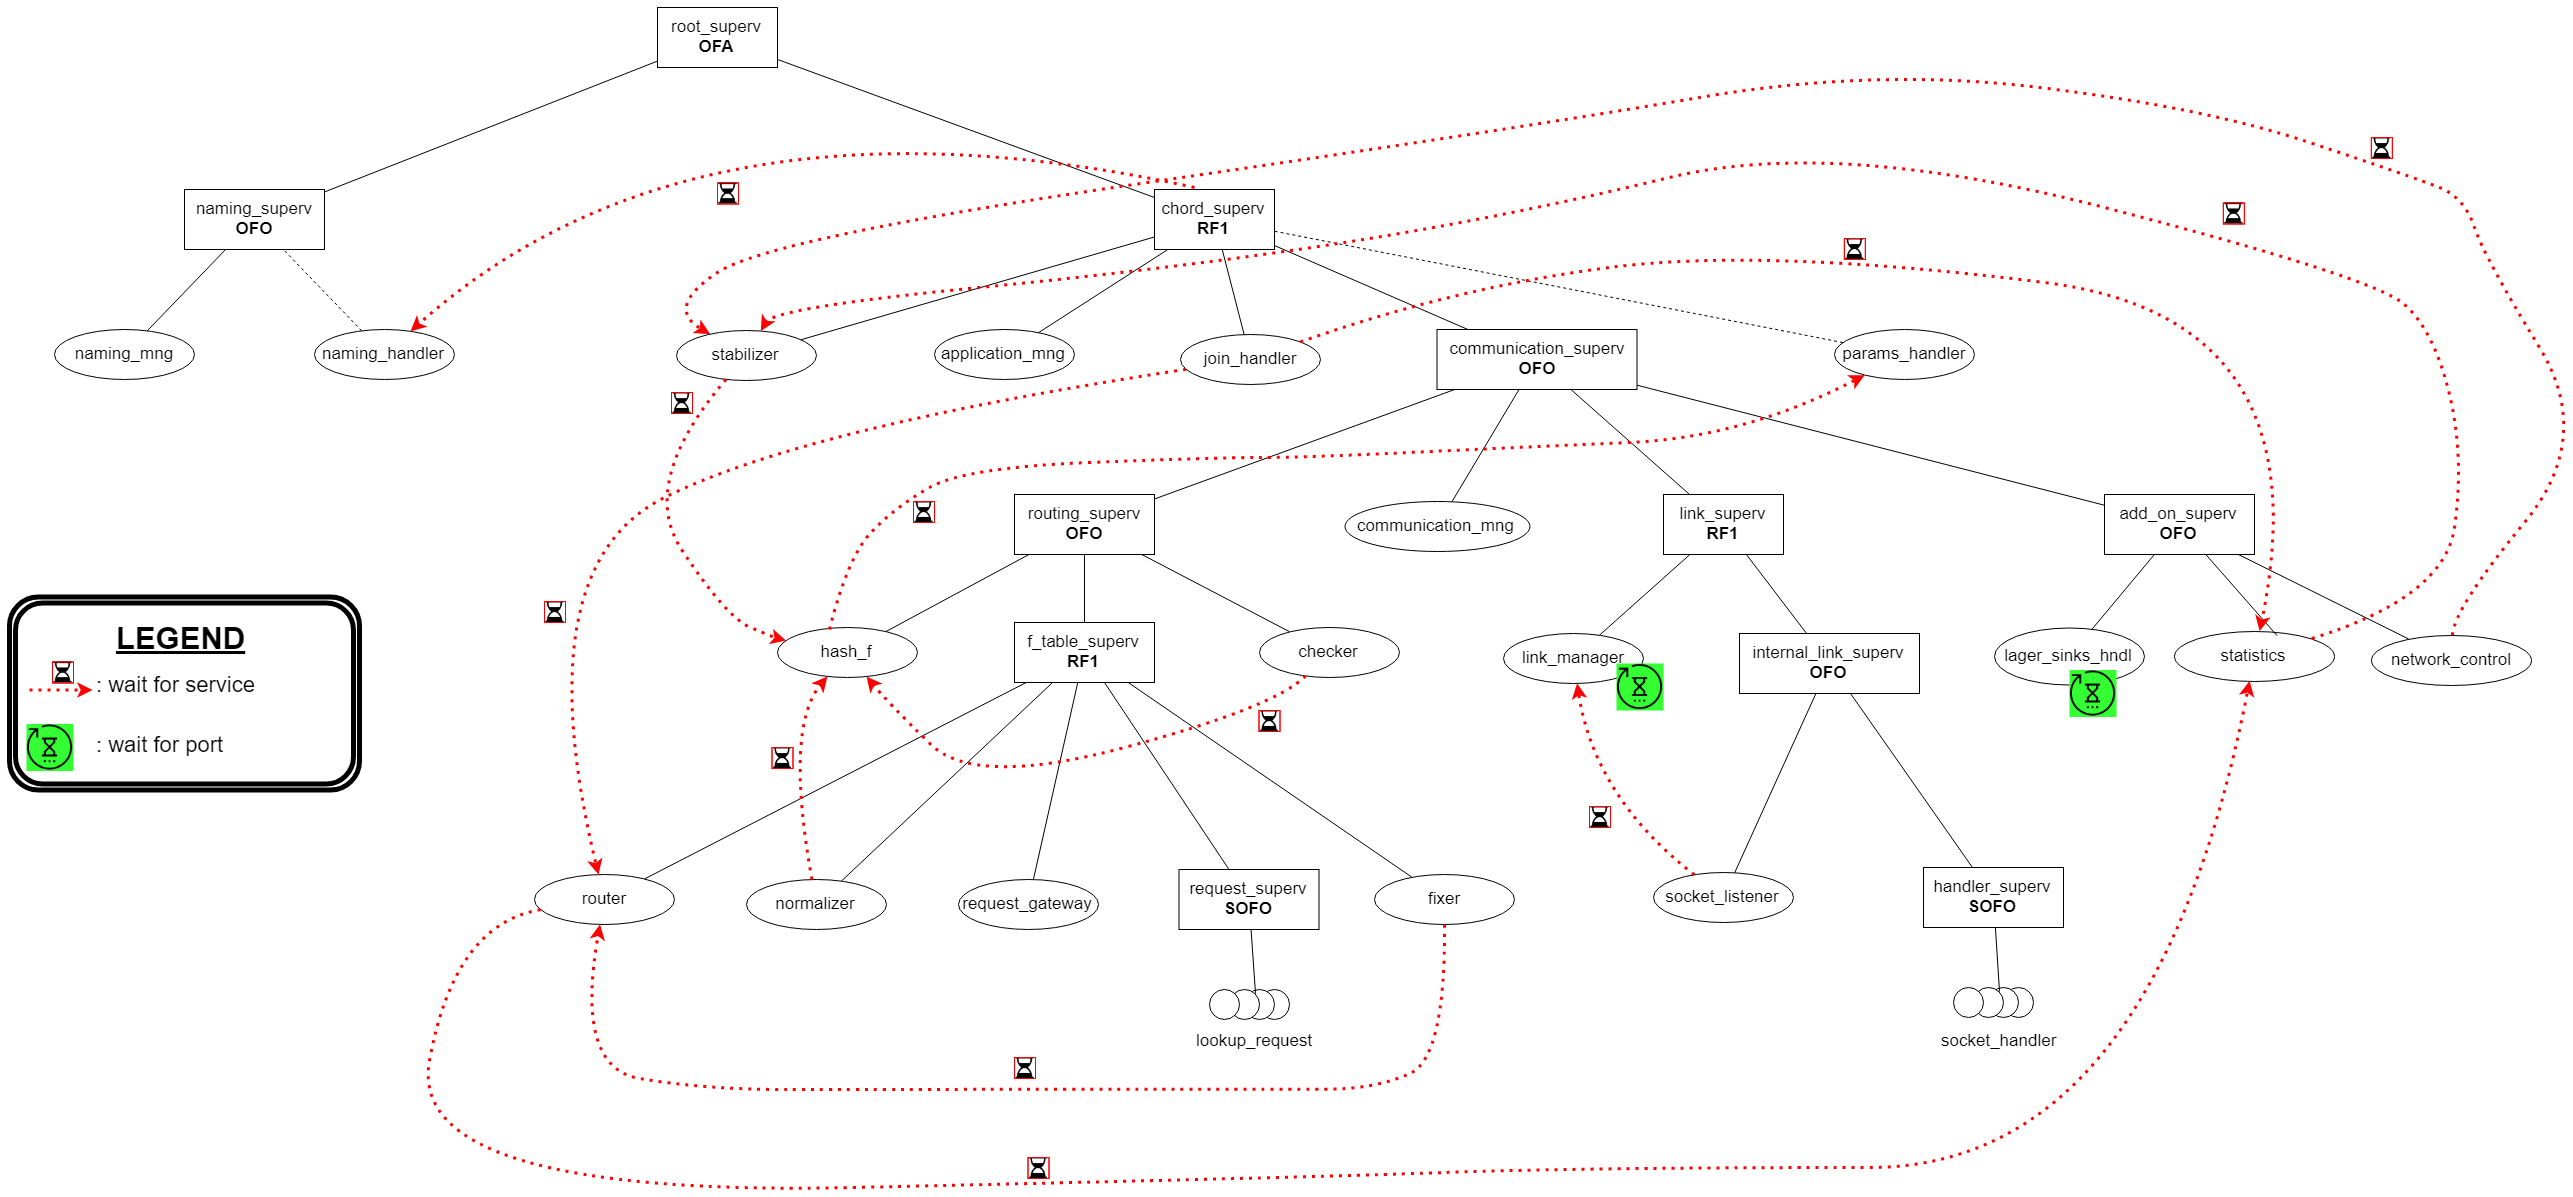 root_superv
OFA
naming_superv
OFO
chord_superv
RF1
naming_mng
naming_handler
stabilizer
application_mng
join_handler
communication_superv
OFO
params_handler
routing_superv
OFO
communication_mng
link_superv
RF1
add_on_superv
OFO
LEGEND
: wait for service
: wait for port
hash_f
f_table_superv
RF1
checker
link_manager
internal_link_superv
OFO
lager_sinks_hndl
statistics
network_control
router
normalizer
request_gateway
request_superv
SOFO
fixer
socket_listener
handler_superv
SOFO
lookup_request
socket_handler